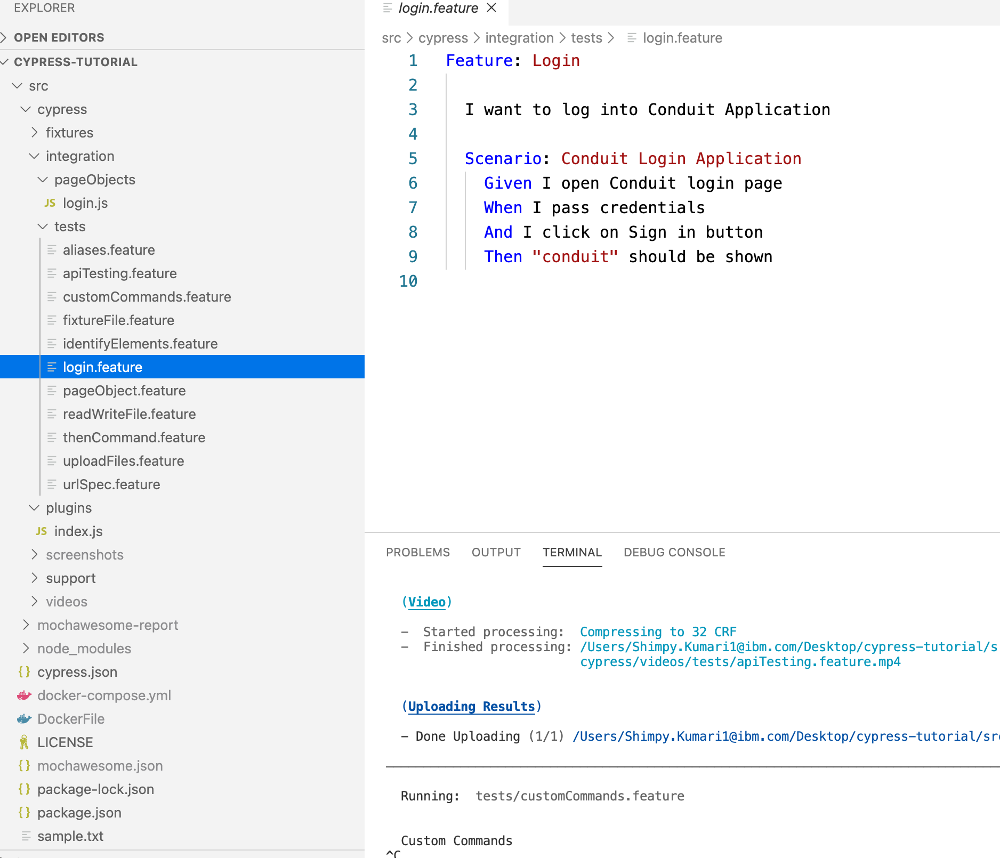 EXPLORER
OPEN EDITORS
CYPRESS-TUTORIAL
src
cypress
fixtures
integration
pageObjects
JS login.js
tests
aliases.feature
apiTesting.feature
customCommands.feature
fixtureFile.feature
identifyElements.feature
login.feature
pageObject.feature
readWriteFile.feature
thenCommand.feature
uploadFiles.feature
urlSpec.feature
plugins
JS index.js
screenshots
support
videos
mochawesome-report
node_modules
{} cypress.json
docker-compose.yml
DockerFile
LICENSE
{} mochawesome.json
{} package-lock.json
{} package.json
sample.txt
login.feature
src > cypress > integration > tests > login.feature
1 Feature: Login
2
3 I want to log into Conduit Application
4
5 Scenario: Conduit Login Application
6 Given I open Conduit login page
7 When I pass credentials
8 And I click on Sign in button
9 Then "conduit" should be shown
10
PROBLEMS OUTPUT TERMINAL DEBUG CONSOLE
(Video)
- Started processing: Compressing to 32 CRF
- Finished processing: /Users/Shimpy.Kumari1@ibm.com/Desktop/cypress-tutorial/s
cypress/videos/tests/apiTesting.feature.mp4
(Uploading Results)
- Done Uploading (1/1) /Users/Shimpy.Kumari1@ibm.com/Desktop/cypress-tutorial/src
Running: tests/customCommands.feature
Custom Commands
^C